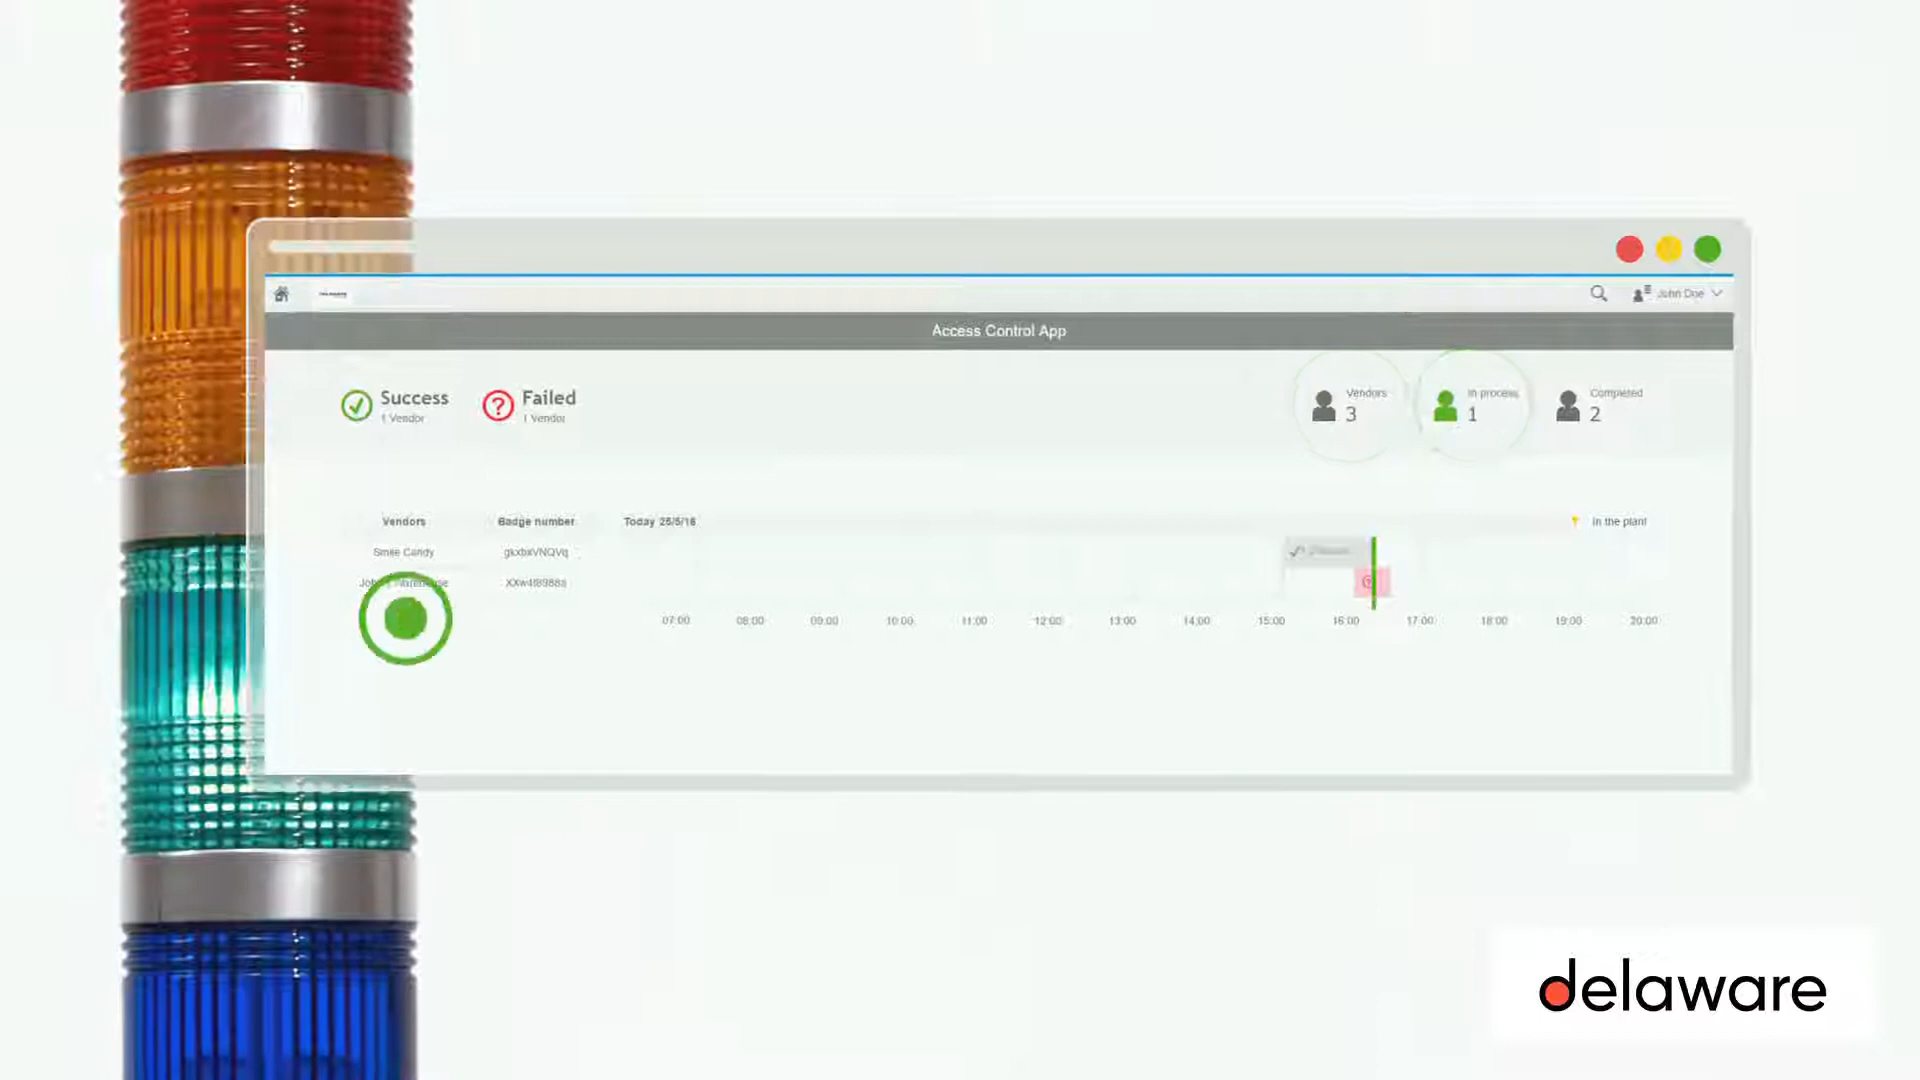 John Doe
Access Control App
Success
1 Vendor
Failed
1 Vendor
Vendors
3
In process
1
Completed
2
Vendors Badge number Today 25/5/16 In the plant
Smile Candy
XXw4f8988a
07:00 08:00 09:00 10:00 11:00 12:00 13:00 14:00 15:00 16:00 17:00 18:00 19:00 20:00
delaware